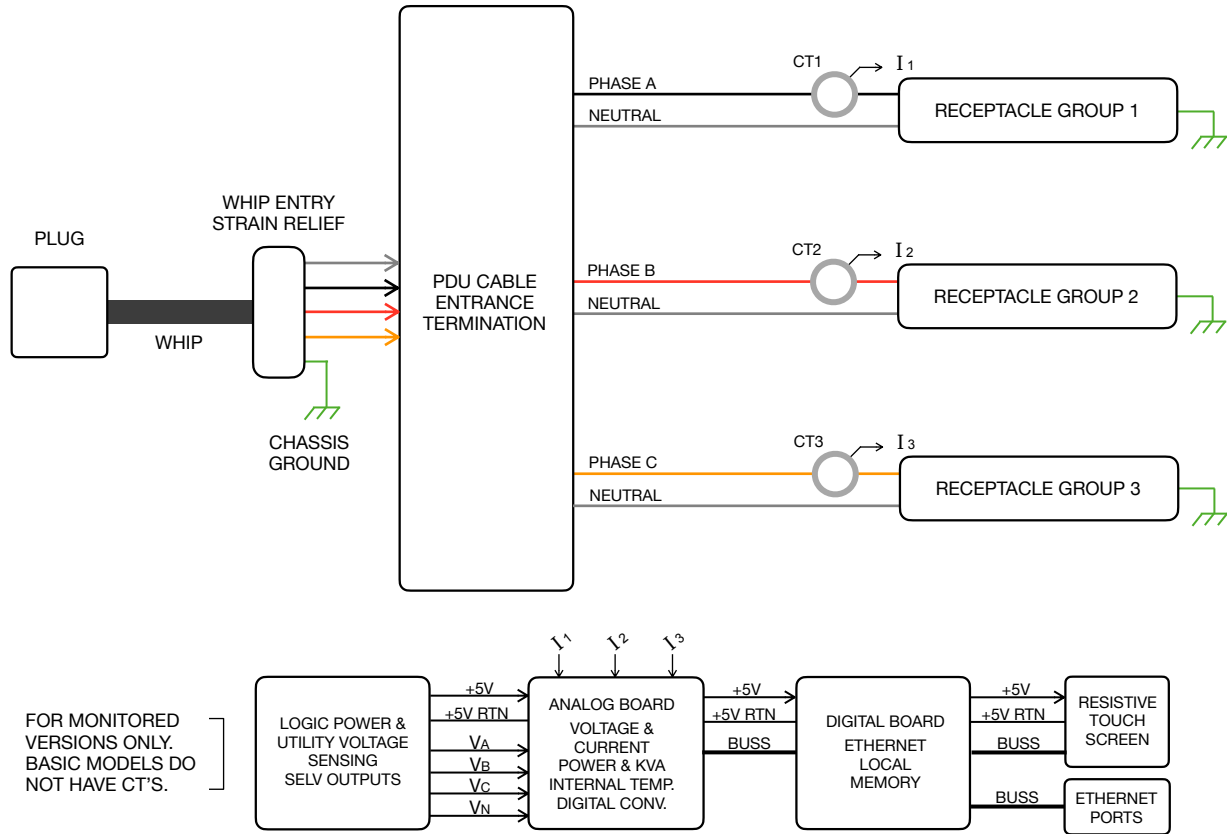 CT1
I 1
PHASE A
NEUTRAL
RECEPTACLE GROUP 1
WHIP ENTRY
STRAIN RELIEF
PLUG
WHIP
CHASSIS
GROUND
PDU CABLE
ENTRANCE
TERMINATION
CT2
I 2
PHASE B
NEUTRAL
RECEPTACLE GROUP 2
CT3
I 3
PHASE C
NEUTRAL
RECEPTACLE GROUP 3
FOR MONITORED
VERSIONS ONLY.
BASIC MODELS DO
NOT HAVE CT'S.
LOGIC POWER &
UTILITY VOLTAGE
SENSING
SELV OUTPUTS
+5V
+5V RTN
VA
VB
VC
VN
I 1
I 2
I 3
ANALOG BOARD
VOLTAGE &
CURRENT
POWER & KVA
INTERNAL TEMP.
DIGITAL CONV.
+5V
+5V RTN
BUSS
DIGITAL BOARD
ETHERNET
LOCAL
MEMORY
+5V
+5V RTN
BUSS
RESISTIVE
TOUCH
SCREEN
BUSS
ETHERNET
PORTS